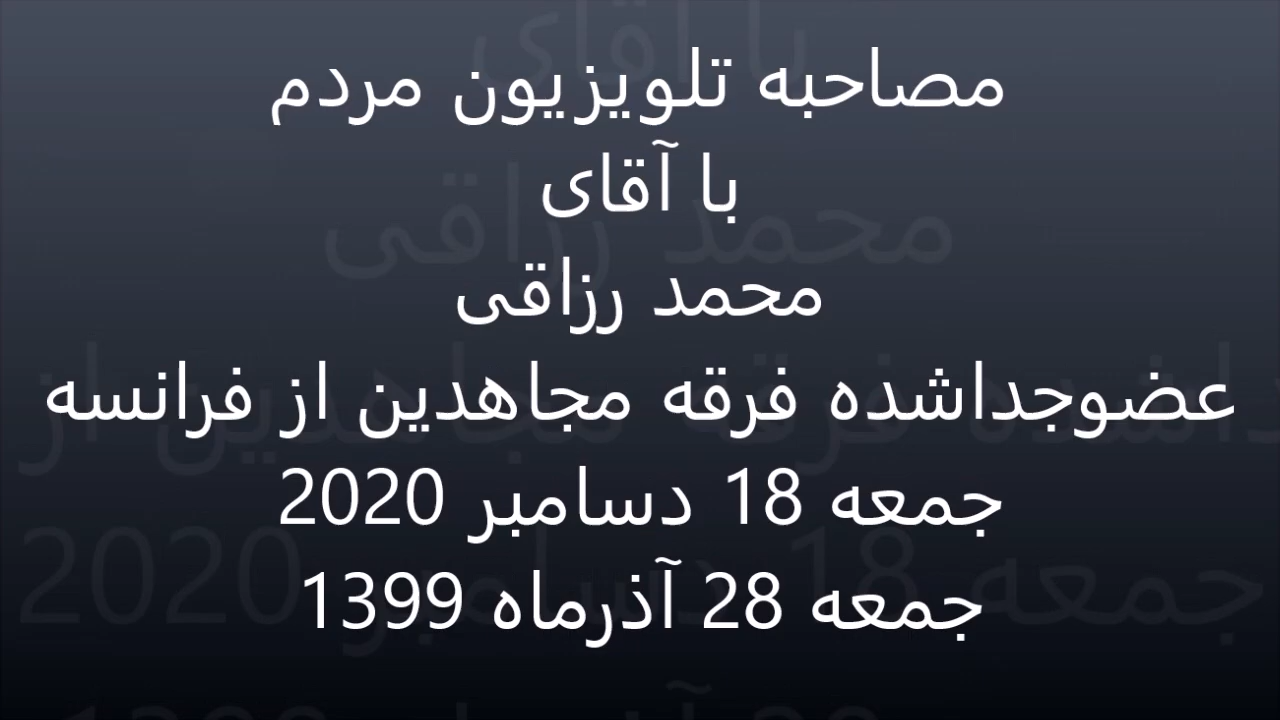 مصاحبه تلویزیون مردم
با آقای
محمد رزاقی
عضوجداشده فرقه مجاهدین از فرانسه
جمعه 18 دسامبر 2020
جمعه 28 آذرماه 1399